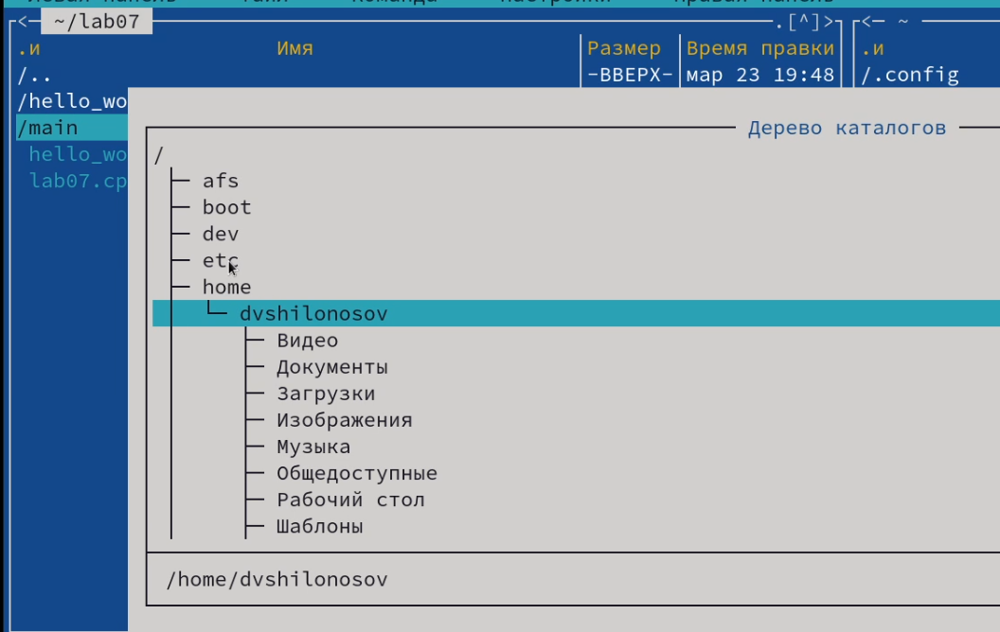 ~/lab07 .[^]> <─ ~
.и Имя Размер Время правки .и
/.. -ВВЕРХ- мар 23 19:48 /.config
/hello_wo
/main Дерево каталогов
/
hello_wo
afs
lab07.cp
boot
dev
etc
home
dvshilonosov
Видео
Документы
Загрузки
Изображения
Музыка
Общедоступные
Рабочий стол
Шаблоны
/home/dvshilonosov